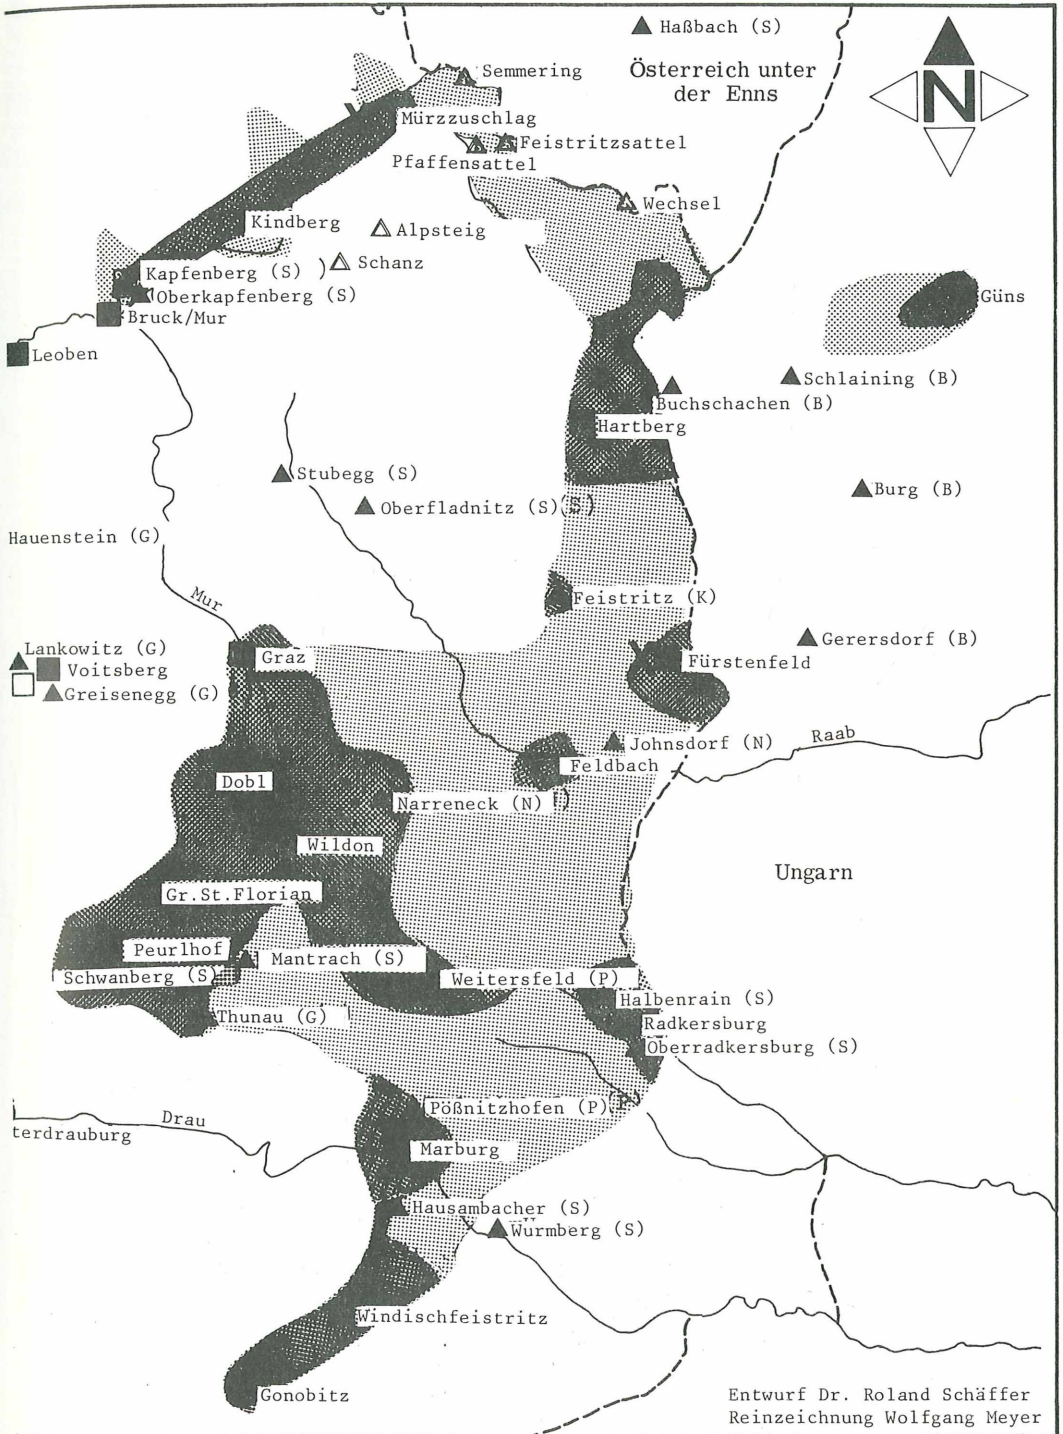 Haßbach (S)
Österreich unter
der Enns
N
Semmering
Mürzzuschlag
Feistritzsattel
Pfaffensattel
Wechsel
Kindberg
Alpsteig
Schanz
Kapfenberg (S)
Oberkapfenberg (S)
Bruck/Mur
Güns
Leoben
Schlaining (B)
Buchschachen (B)
Hartberg
Stubegg (S)
Burg (B)
Oberfladnitz (S)
Hauenstein (G)
Mur
Feistritz (K)
Lankowitz (G)
Voitsberg
Greisenegg (G)
Graz
Fürstenfeld
Gerersdorf (B)
Johnsdorf (N)
Raab
Feldbach
Dobl
Narreneck (N)
Wildon
Ungarn
Gr.St.Florian
Peurlhof
Mantrach (S)
Schwanberg (S)
Weitersfeld (P)
Halbenrain (S)
Thunau (G)
Radkersburg
Oberradkersburg (S)
Pößnitzhofen (P)
Drau
terdrauburg
Marburg
Hausambacher (S)
Wurmberg (S)
Windischfeistritz
Gonobitz
Entwurf Dr. Roland Schäffer
Reinzeichnung Wolfgang Meyer